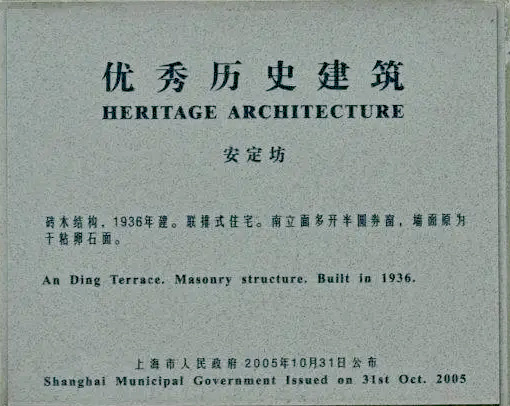 优秀历史建筑
HERITAGE ARCHITECTURE
安定坊
砖木结构，1936年建。联排式住宅。南立面多开半圆券窗，墙面原为
干粘卵石面。
An Ding Terrace. Masonry structure. Built in 1936.
上海市人民政府 2005年10月31日公布
Shanghai Municipal Government Issued on 31st Oct. 2005